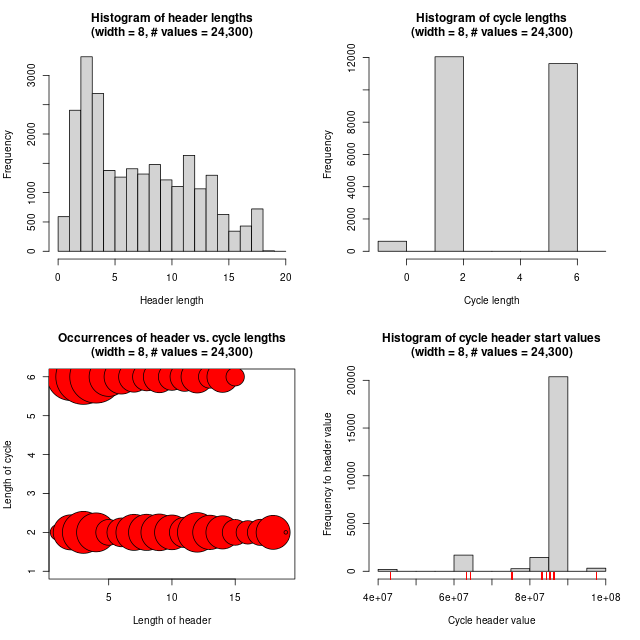 Histogram of header lengths
(width = 8, # values = 24,300)
Frequency
0
500
1000
2000
3000
0
5
10
15
20
Header length
Histogram of cycle lengths
(width = 8, # values = 24,300)
Frequency
0
2000
4000
6000
8000
12000
0
2
4
6
Cycle length
Occurrences of header vs. cycle lengths
(width = 8, # values = 24,300)
Length of cycle
1
2
3
4
5
6
5
15
Length of header
Histogram of cycle header start values
(width = 8, # values = 24,300)
Frequency fo header value
0
5000
15000
20000
4e+07
6e+07
8e+07
1e+08
Cycle header value